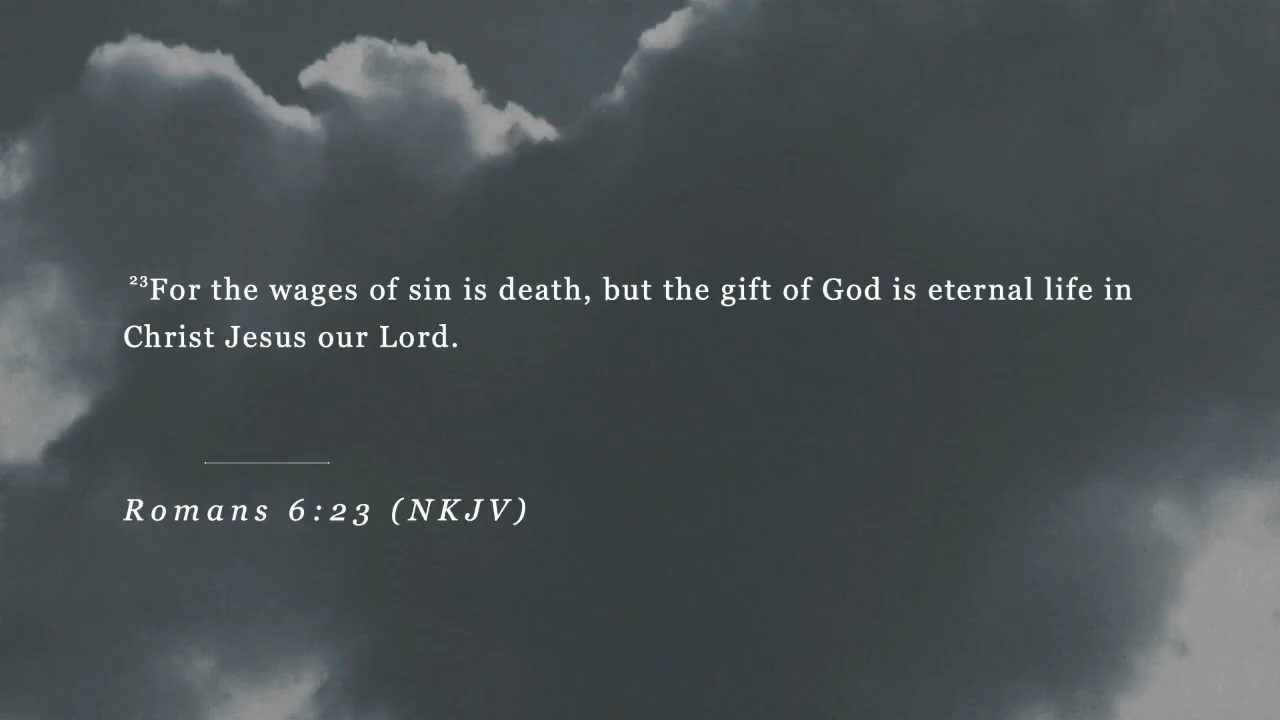 ²³For the wages of sin is death, but the gift of God is eternal life in
Christ Jesus our Lord.
Romans 6:23 (NKJV)